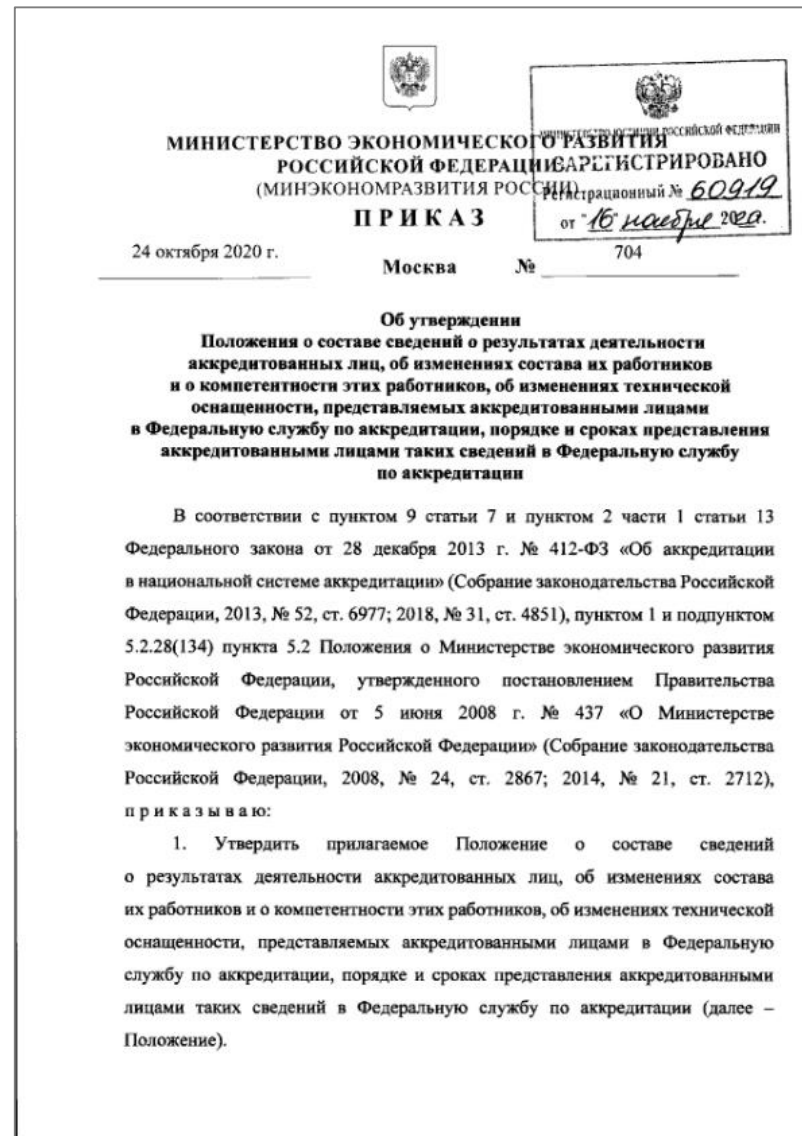 МИНИСТЕРСТВО ЭКОНОМИЧЕСКОГО РАЗВИТИЯ
РОССИЙСКОЙ ФЕДЕРАЦИИ
(МИНЭКОНОМРАЗВИТИЯ РОССИИ)
ПРИКАЗ
МИНИСТЕРСТВО ЮСТИЦИИ РОССИЙСКОЙ ФЕДЕРАЦИИ
ЗАРЕГИСТРИРОВАНО
Регистрационный № 60919
от "16" ноября 2020.
24 октября 2020 г.
Москва № 704
Об утверждении
Положения о составе сведений о результатах деятельности
аккредитованных лиц, об изменениях состава их работников
и о компетентности этих работников, об изменениях технической
оснащенности, представляемых аккредитованными лицами
в Федеральную службу по аккредитации, порядке и сроках представления
аккредитованными лицами таких сведений в Федеральную службу
по аккредитации
В соответствии с пунктом 9 статьи 7 и пунктом 2 части 1 статьи 13
Федерального закона от 28 декабря 2013 г. № 412-ФЗ «Об аккредитации
в национальной системе аккредитации» (Собрание законодательства Российской
Федерации, 2013, № 52, ст. 6977; 2018, № 31, ст. 4851), пунктом 1 и подпунктом
5.2.28(134) пункта 5.2 Положения о Министерстве экономического развития
Российской Федерации, утвержденного постановлением Правительства
Российской Федерации от 5 июня 2008 г. № 437 «О Министерстве
экономического развития Российской Федерации» (Собрание законодательства
Российской Федерации, 2008, № 24, ст. 2867; 2014, № 21, ст. 2712),
приказываю:
1. Утвердить прилагаемое Положение о составе сведений
о результатах деятельности аккредитованных лиц, об изменениях состава
их работников и о компетентности этих работников, об изменениях технической
оснащенности, представляемых аккредитованными лицами в Федеральную
службу по аккредитации, порядке и сроках представления аккредитованными
лицами таких сведений в Федеральную службу по аккредитации (далее –
Положение).